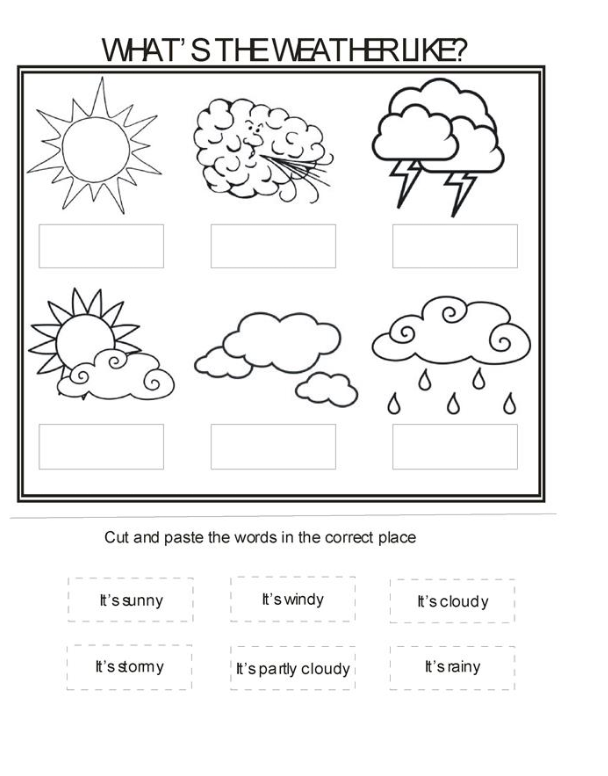 WHAT'S THE WEATHER LIKE?
Cut and paste the words in the correct place
It's sunny
It's windy
It's cloudy
It's stormy
It's partly cloudy
It's rainy